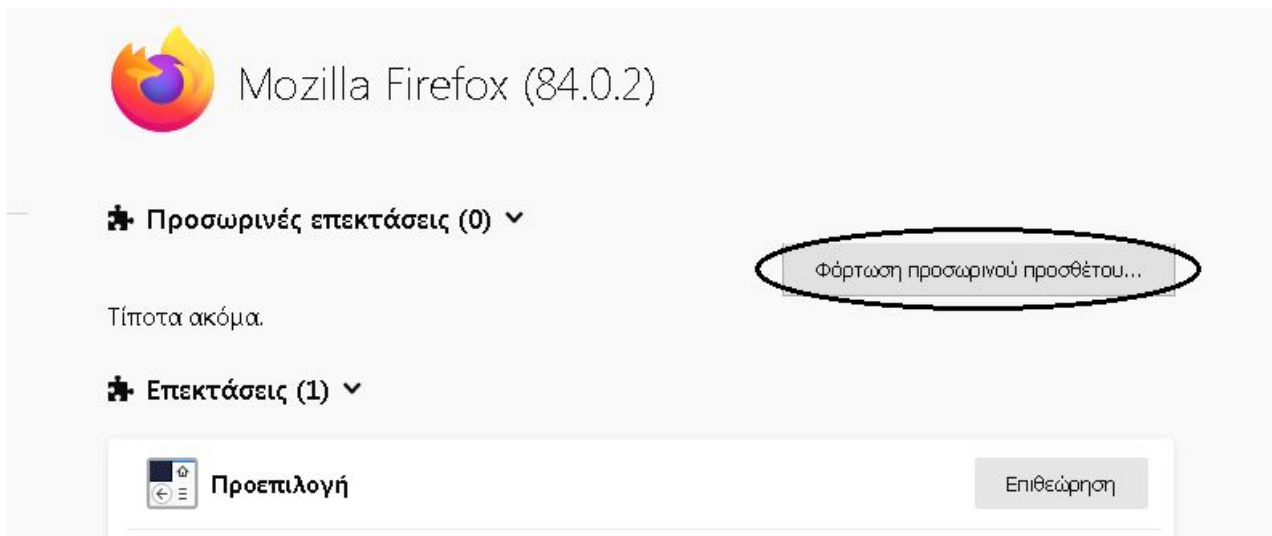 Mozilla Firefox (84.0.2)
Προσωρινές επεκτάσεις (0)
Φόρτωση προσωρινού προσθέτου...
Τίποτα ακόμα.
Επεκτάσεις (1)
Προεπιλογή
Επιθεώρηση